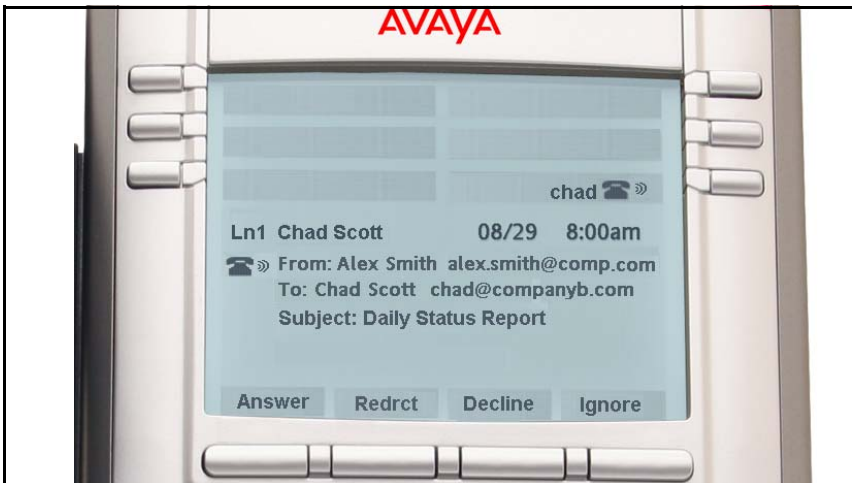 AVAYA
chad
Ln1 Chad Scott 08/29 8:00am
From: Alex Smith alex.smith@comp.com
To: Chad Scott chad@companyb.com
Subject: Daily Status Report
Answer Redrct Decline Ignore